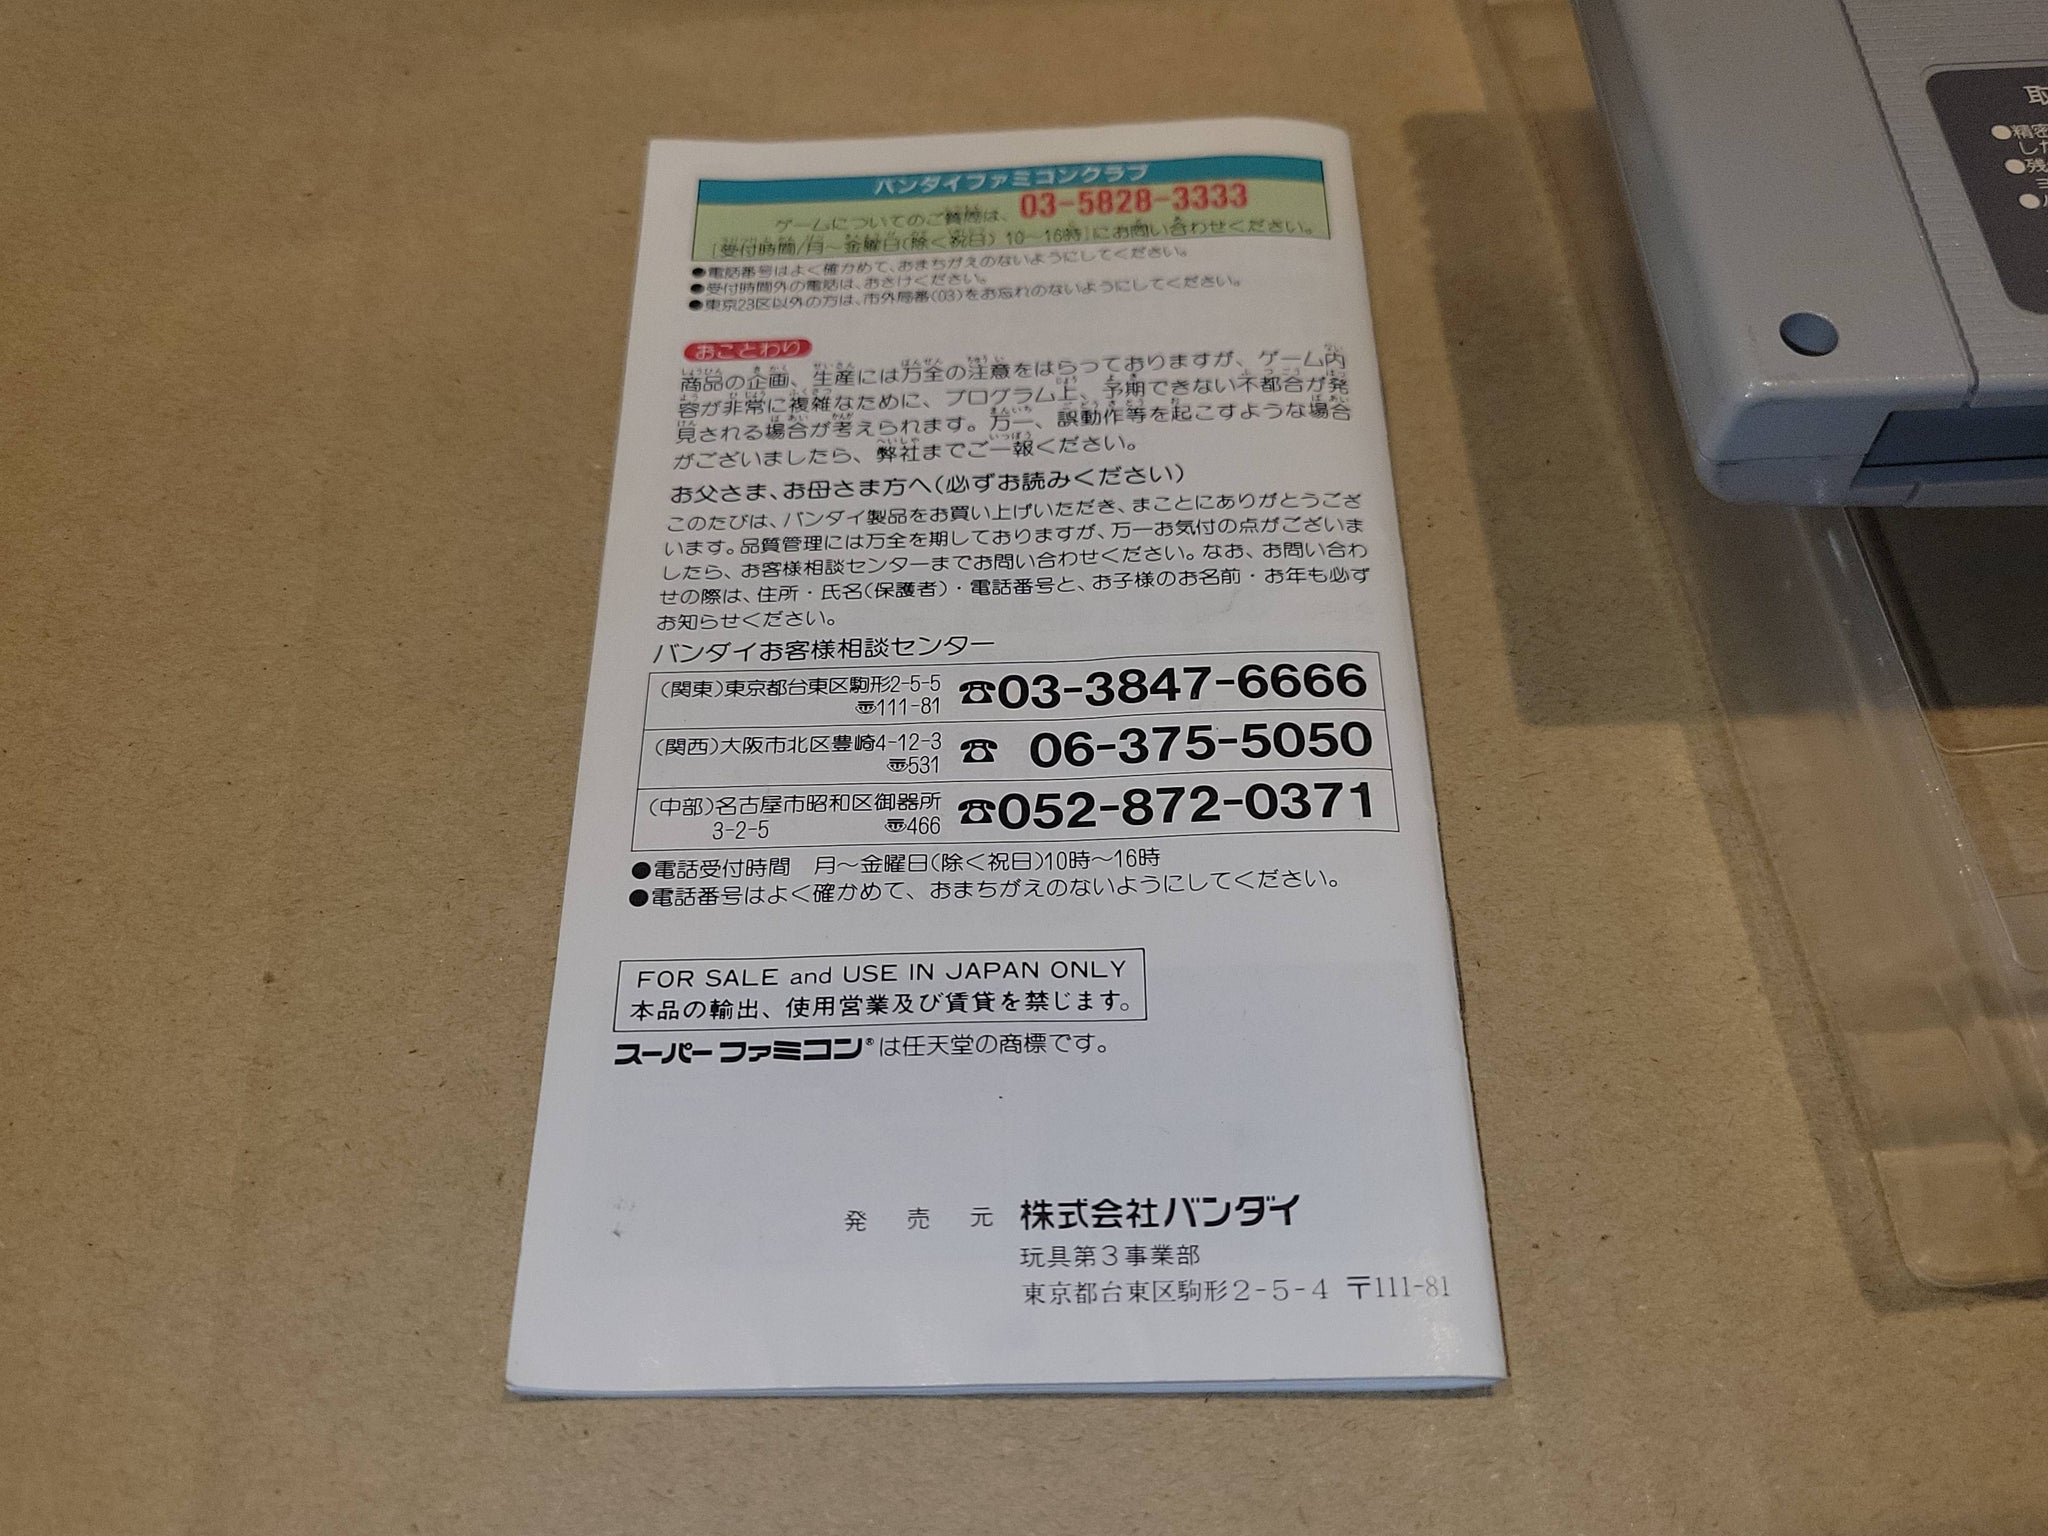 バンダイファミコンクラブ
ゲームについてのご質問は、 03-5828-3333
[受付時間/月〜金曜日(除く祝日) 10〜16時]にお問い合わせください。
●電話番号はよく確かめて、おまちがえのないようにしてください。
●受付時間外の電話は、おさけください。
●東京23区以外の方は、市外局番(03)をお忘れのないようにしてください。
おことわり
商品の企画、生産には万全の注意をはらっておりますが、ゲーム内
容が非常に複雑なために、プログラム上、予期できない不都合が発
見される場合が考えられます。万一、誤動作等を起こすような場合
がございましたら、弊社までご一報ください。
お父さま、お母さま方へ(必ずお読みください)
このたびは、バンダイ製品をお買い上げいただき、まことにありがとうござ
います。品質管理には万全を期しておりますが、万一お気付の点がございま
したら、お客様相談センターまでお問い合わせください。なお、お問い合わ
せの際は、住所・氏名(保護者)・電話番号と、お子様のお名前・お年も必ず
お知らせください。
バンダイお客様相談センター
(関東)東京都台東区駒形2-5-5 ☎03-3847-6666
〠111-81
(関西)大阪市北区豊崎4-12-3 ☎ 06-375-5050
〠531
(中部)名古屋市昭和区御器所 ☎052-872-0371
3-2-5 〠466
●電話受付時間 月〜金曜日(除く祝日)10時〜16時
●電話番号はよく確かめて、おまちがえのないようにしてください。
FOR SALE and USE IN JAPAN ONLY
本品の輸出、使用営業及び賃貸を禁じます。
スーパーファミコン®は任天堂の商標です。
発売元 株式会社バンダイ
玩具第3事業部
東京都台東区駒形2-5-4 〒111-81
取
●精密
した
●残